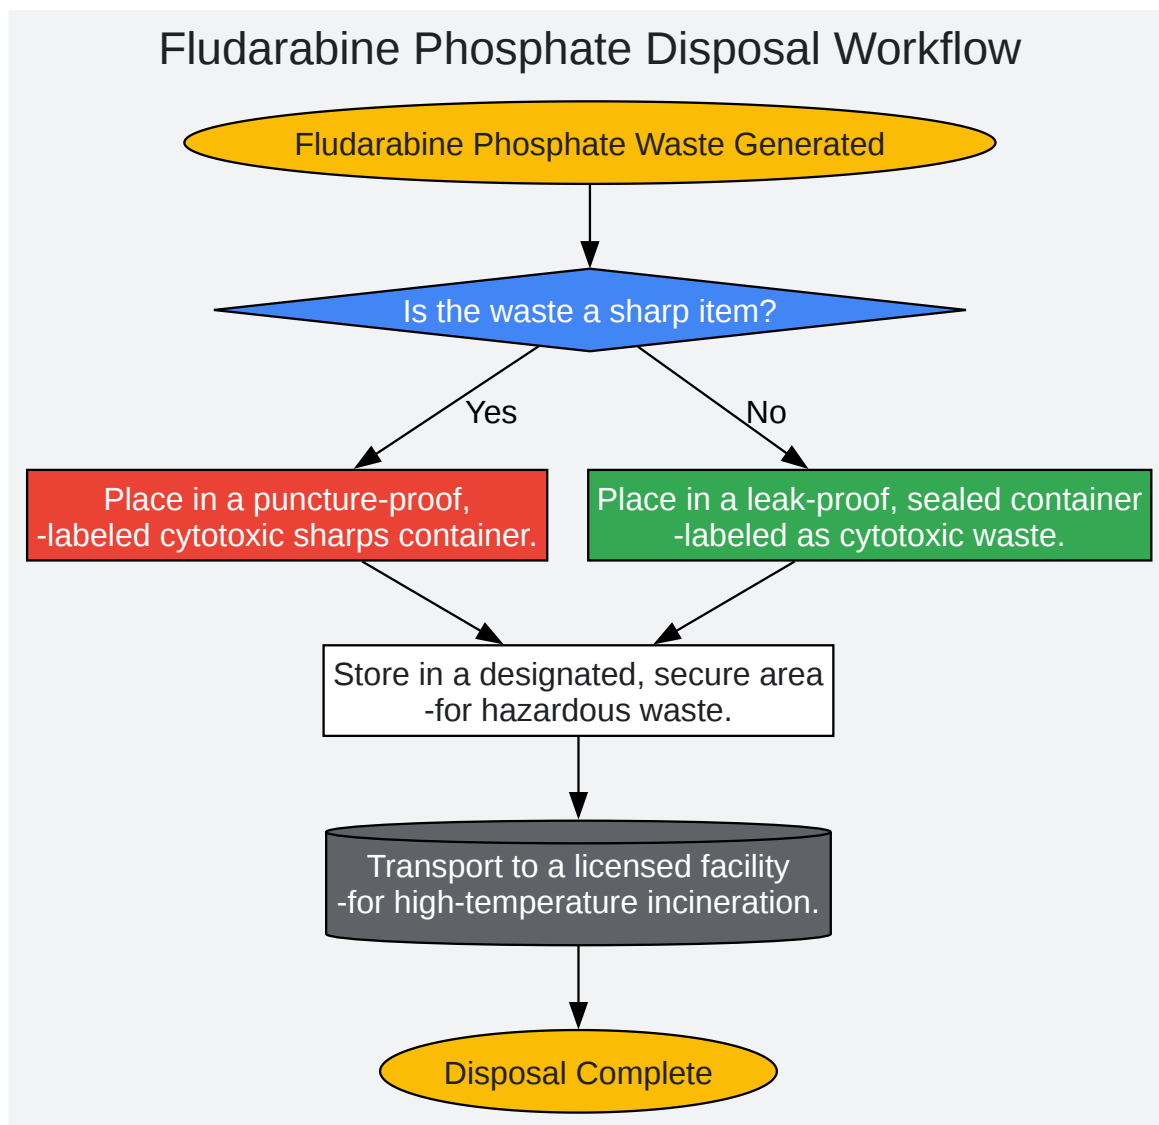 Fludarabine Phosphate Disposal Workflow
Fludarabine Phosphate Waste Generated
Is the waste a sharp item?
Yes
No
Place in a puncture-proof,
-labeled cytotoxic sharps container.
Place in a leak-proof, sealed container
-labeled as cytotoxic waste.
Store in a designated, secure area
-for hazardous waste.
Transport to a licensed facility
-for high-temperature incineration.
Disposal Complete